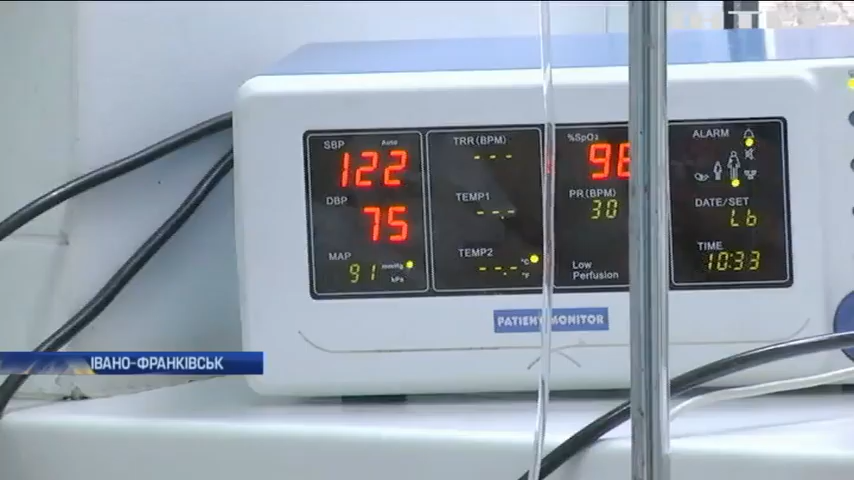 SBP
Auto
122
DBP
75
MAP
91
mmHg
kPa
TRR(BPM)
- - -
TEMP1
- -.-
TEMP2
- -.-
°C
°F
%SpO2
PR(BPM)
30
Low
Perfusion
ALARM
DATE/SET
Lb
TIME
10:33
PATIENT MONITOR
ІВАНО-ФРАНКІВСЬК